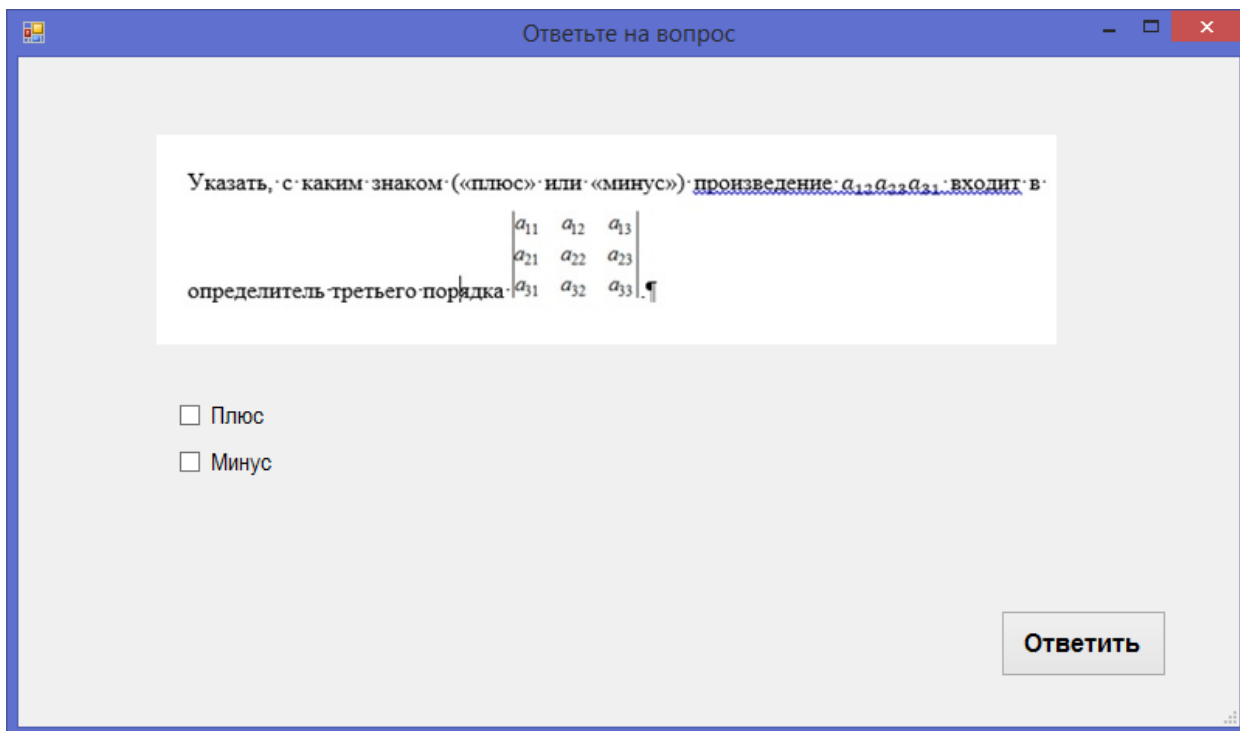 Ответьте на вопрос
Указать, с каким знаком («плюс» или «минус») произведение a₁₂a₂₃a₃₁ входит в
a₁₁ a₁₂ a₁₃
a₂₁ a₂₂ a₂₃
определитель третьего порядка |a₃₁ a₃₂ a₃₃|.¶
Плюс
Минус
Ответить